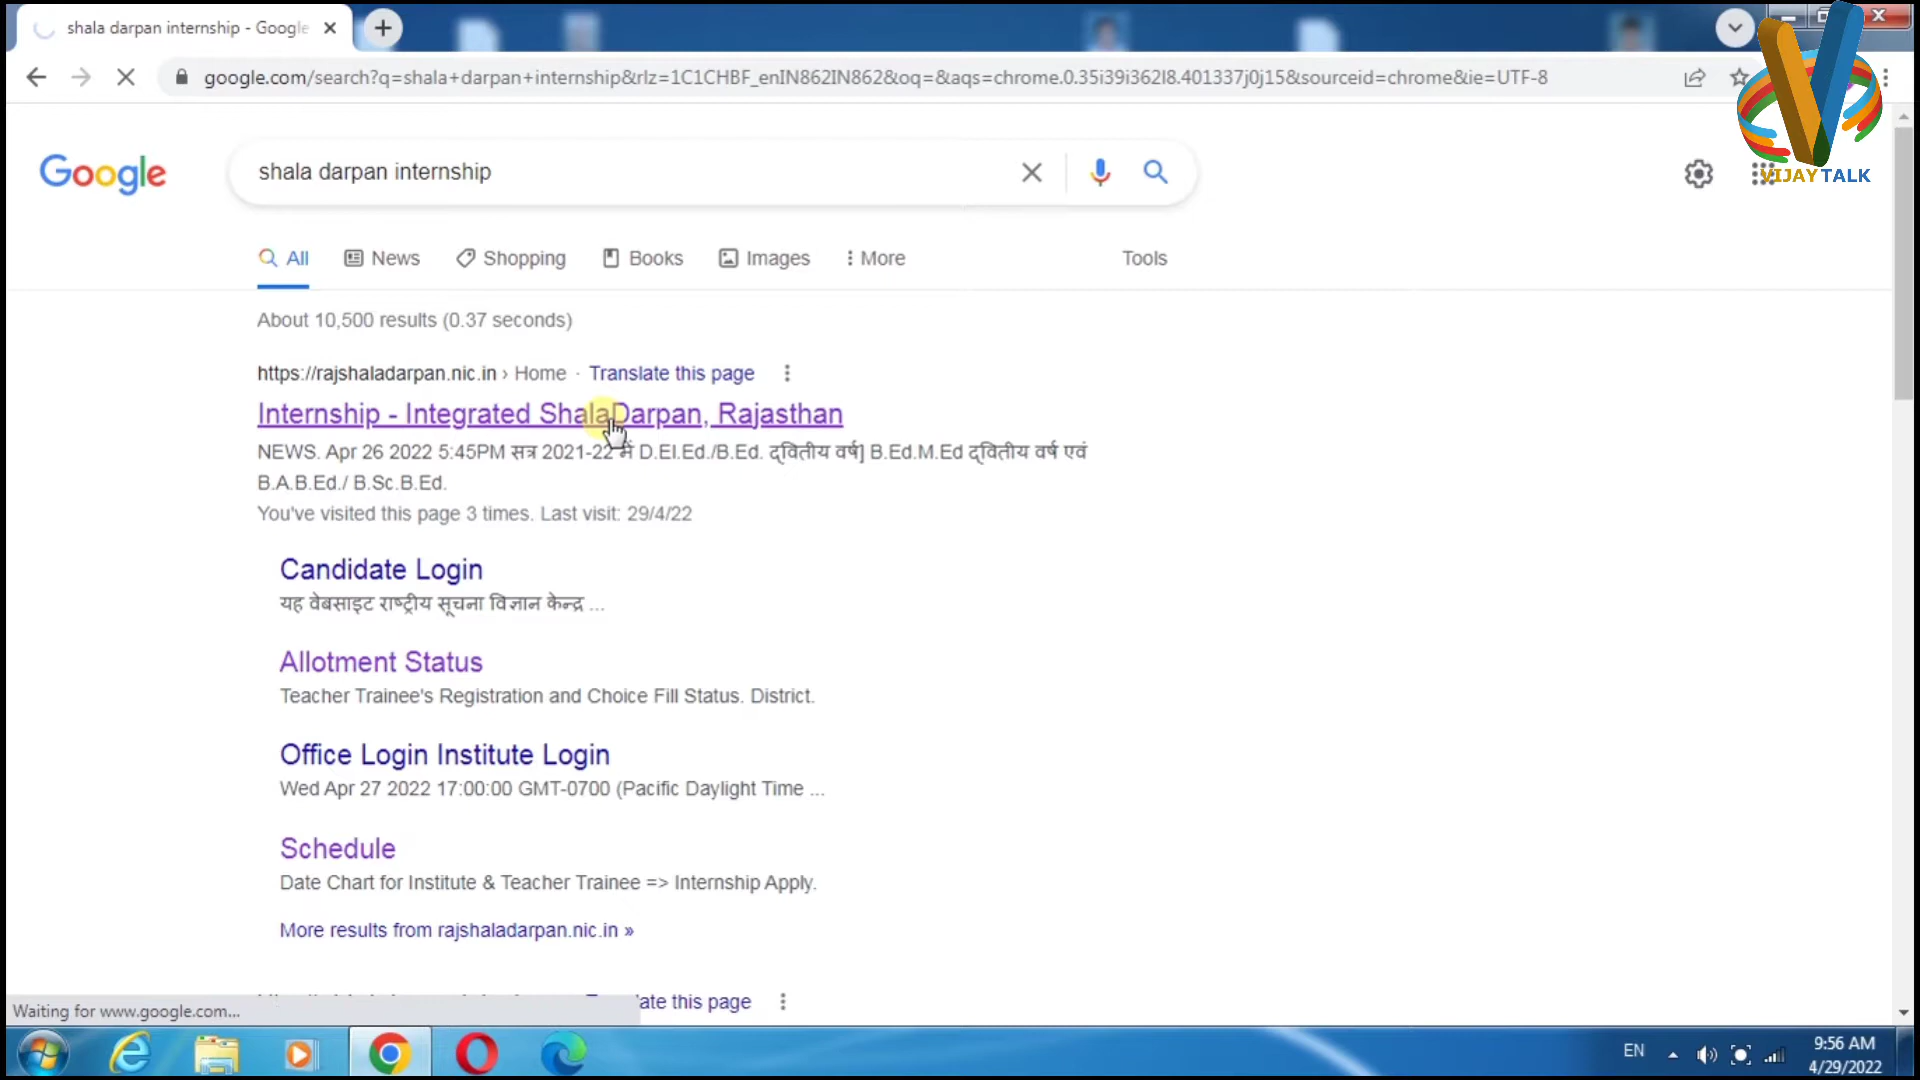 shala darpan internship - Google
google.com/search?q=shala+darpan+internship&rlz=1C1CHBF_enIN862IN862&oq=&aqs=chrome.0.35i39i362l8.401337j0j15&sourceid=chrome&ie=UTF-8
Google
shala darpan internship
VIJAYTALK
All News Shopping Books Images More Tools
About 10,500 results (0.37 seconds)
https://rajshaladarpan.nic.in › Home · Translate this page
Internship - Integrated ShalaDarpan, Rajasthan
NEWS. Apr 26 2022 5:45PM सत्र 2021-22 में D.El.Ed./B.Ed. द्वितीय वर्ष] B.Ed.M.Ed द्वितीय वर्ष एवं
B.A.B.Ed./ B.Sc.B.Ed.
You've visited this page 3 times. Last visit: 29/4/22
Candidate Login
यह वेबसाइट राष्ट्रीय सूचना विज्ञान केन्द्र ...
Allotment Status
Teacher Trainee's Registration and Choice Fill Status. District.
Office Login Institute Login
Wed Apr 27 2022 17:00:00 GMT-0700 (Pacific Daylight Time ...
Schedule
Date Chart for Institute & Teacher Trainee => Internship Apply.
More results from rajshaladarpan.nic.in »
this page
Waiting for www.google.com...
EN
9:56 AM
4/29/2022